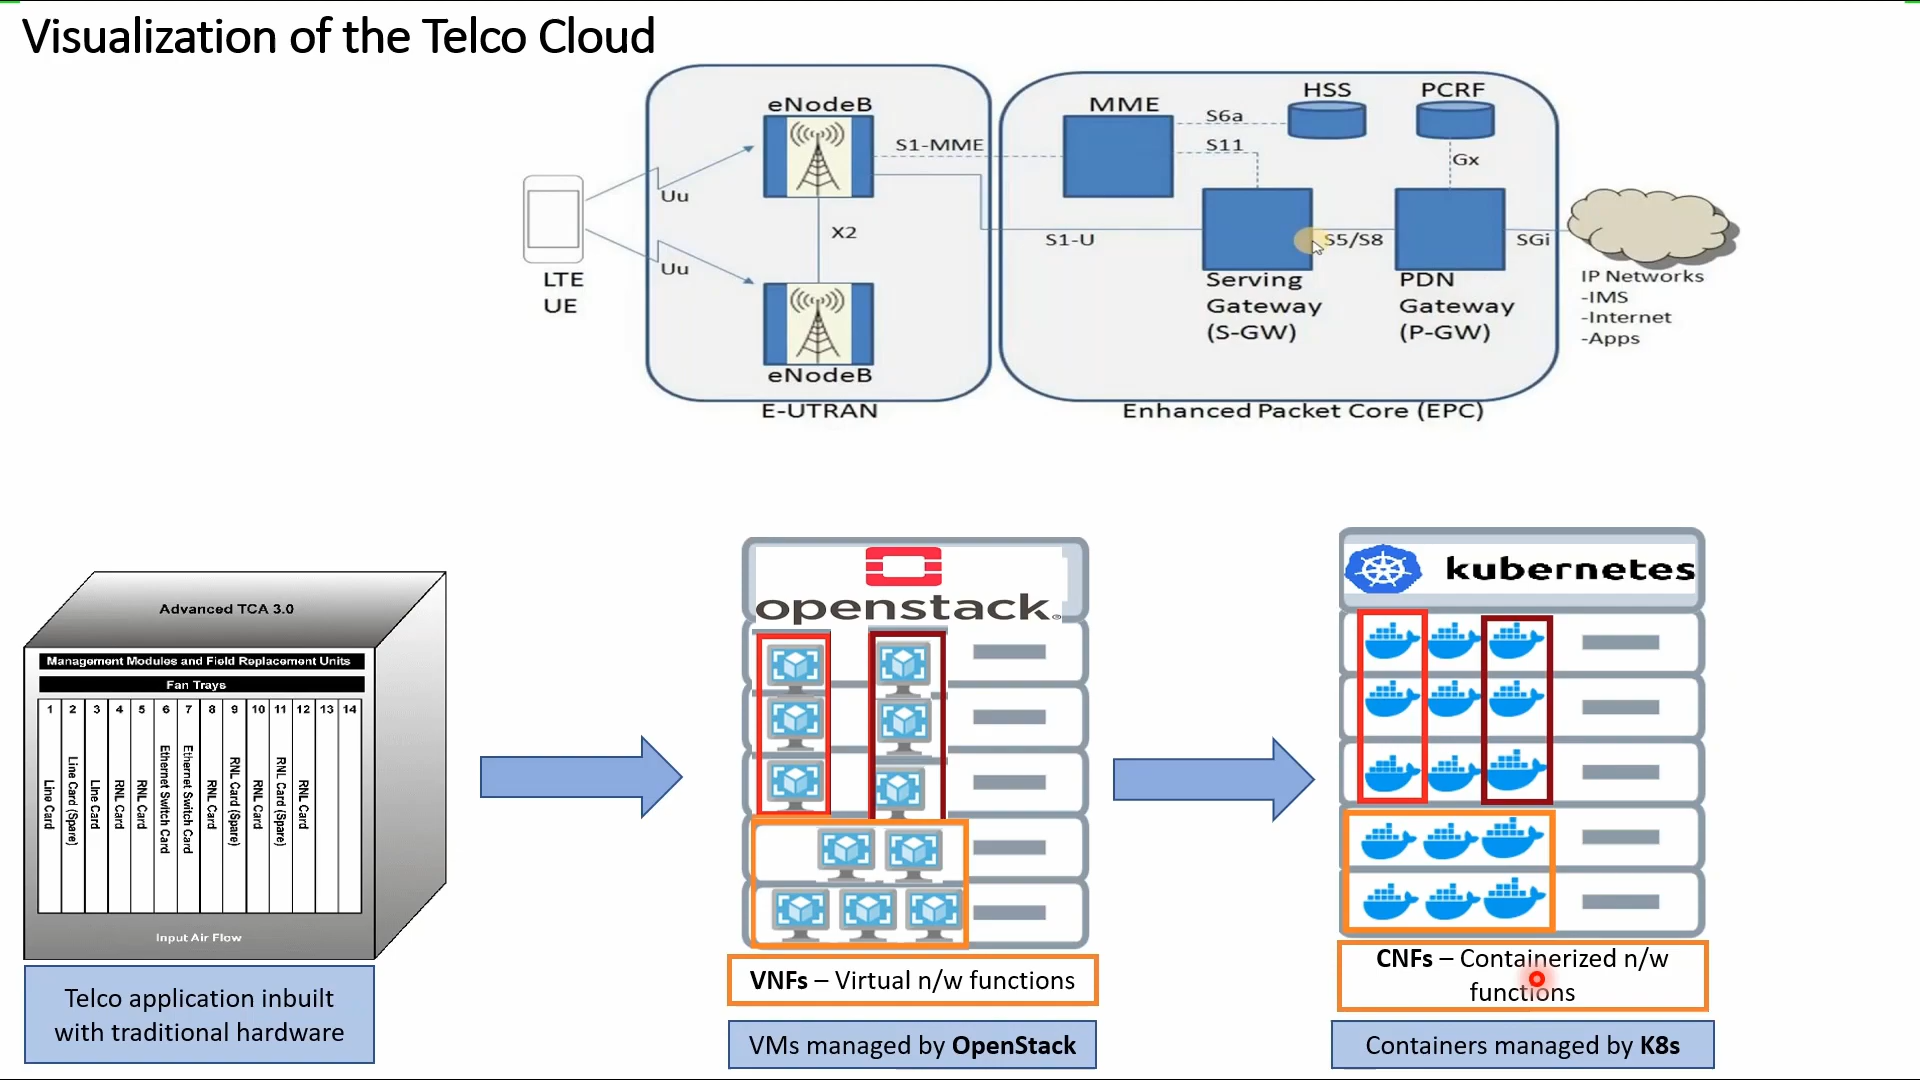 Visualization of the Telco Cloud
eNodeB
MME
HSS
PCRF
S6a
S1-MME
S11
Gx
Uu
X2
S1-U
S5/S8
SGi
Uu
LTE
UE
Serving
Gateway
(S-GW)
PDN
Gateway
(P-GW)
IP Networks
-IMS
-Internet
-Apps
eNodeB
E-UTRAN
Enhanced Packet Core (EPC)
Advanced TCA 3.0
Management Modules and Field Replacement Units
Fan Trays
1 2 3 4 5 6 7 8 9 10 11 12 13 14
Line Card
Line Card (Spare)
Line Card
RNL Card
RNL Card
Ethernet Switch Card
Ethernet Switch Card
RNL Card
RNL Card (Spare)
RNL Card
RNL Card (Spare)
RNL Card
Input Air Flow
Telco application inbuilt
with traditional hardware
openstack.
VNFs – Virtual n/w functions
VMs managed by OpenStack
kubernetes
CNFs – Containerized n/w
functions
Containers managed by K8s